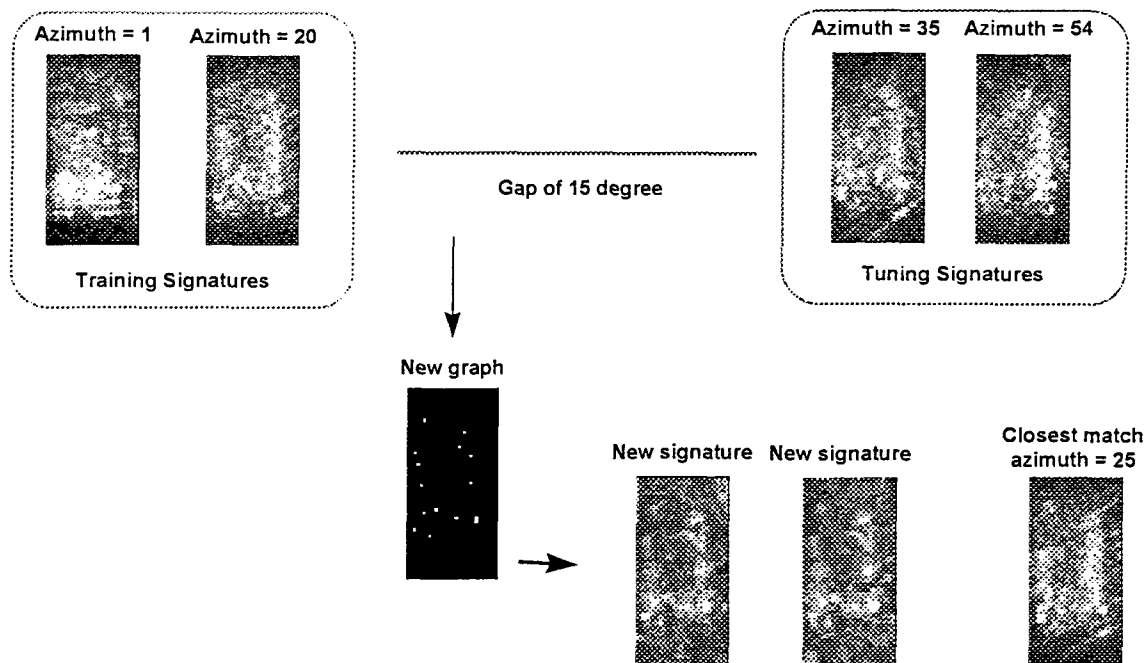 Azimuth = 1
Azimuth = 20
Training Signatures
Gap of 15 degree
Azimuth = 35
Azimuth = 54
Tuning Signatures
New graph
New signature
New signature
Closest match
azimuth = 25